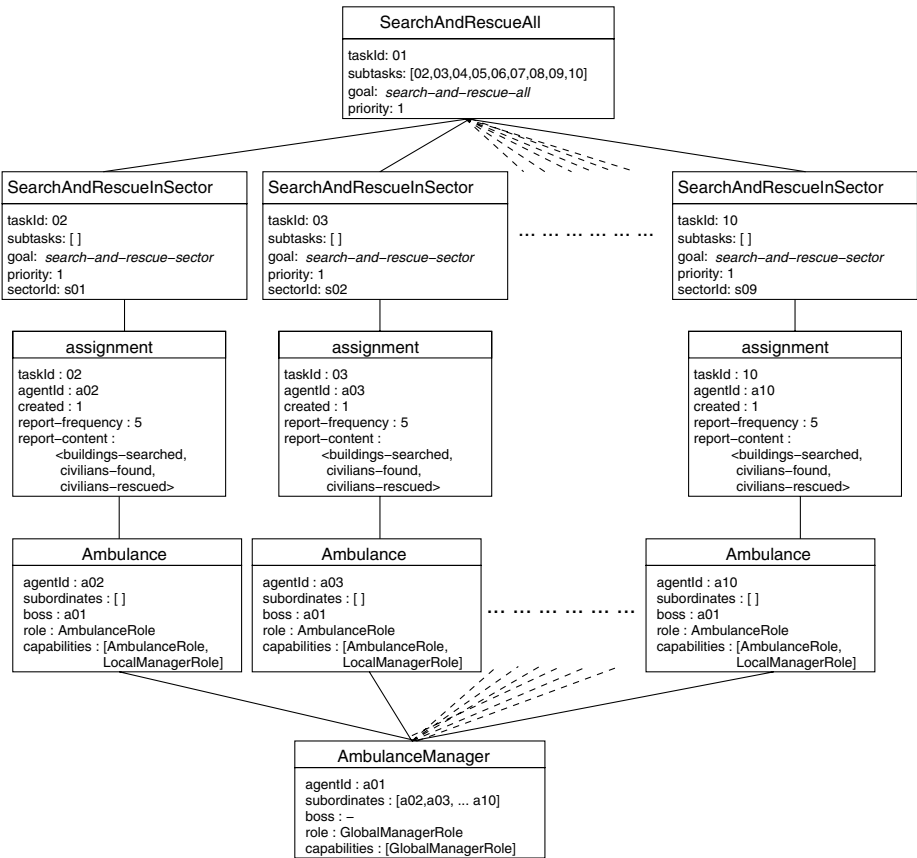 SearchAndRescueAll
taskId: 01
subtasks: [02,03,04,05,06,07,08,09,10]
goal: search–and–rescue–all
priority: 1
SearchAndRescueInSector
taskId: 02
subtasks: [ ]
goal: search–and–rescue–sector
priority: 1
sectorId: s01
SearchAndRescueInSector
taskId: 03
subtasks: [ ]
goal: search–and–rescue–sector
priority: 1
sectorId: s02
... ... ... ... ... ...
SearchAndRescueInSector
taskId: 10
subtasks: [ ]
goal: search–and–rescue–sector
priority: 1
sectorId: s09
assignment
taskId : 02
agentId : a02
created : 1
report–frequency : 5
report–content :
<buildings–searched,
civilians–found,
civilians–rescued>
assignment
taskId : 03
agentId : a03
created : 1
report–frequency : 5
report–content :
<buildings–searched,
civilians–found,
civilians–rescued>
assignment
taskId : 10
agentId : a10
created : 1
report–frequency : 5
report–content :
<buildings–searched,
civilians–found,
civilians–rescued>
Ambulance
agentId : a02
subordinates : [ ]
boss : a01
role : AmbulanceRole
capabilities : [AmbulanceRole,
LocalManagerRole]
Ambulance
agentId : a03
subordinates : [ ]
boss : a01
role : AmbulanceRole
capabilities : [AmbulanceRole,
LocalManagerRole]
... ... ... ... ... ...
Ambulance
agentId : a10
subordinates : [ ]
boss : a01
role : AmbulanceRole
capabilities : [AmbulanceRole,
LocalManagerRole]
AmbulanceManager
agentId : a01
subordinates : [a02,a03, ... a10]
boss : –
role : GlobalManagerRole
capabilities : [GlobalManagerRole]